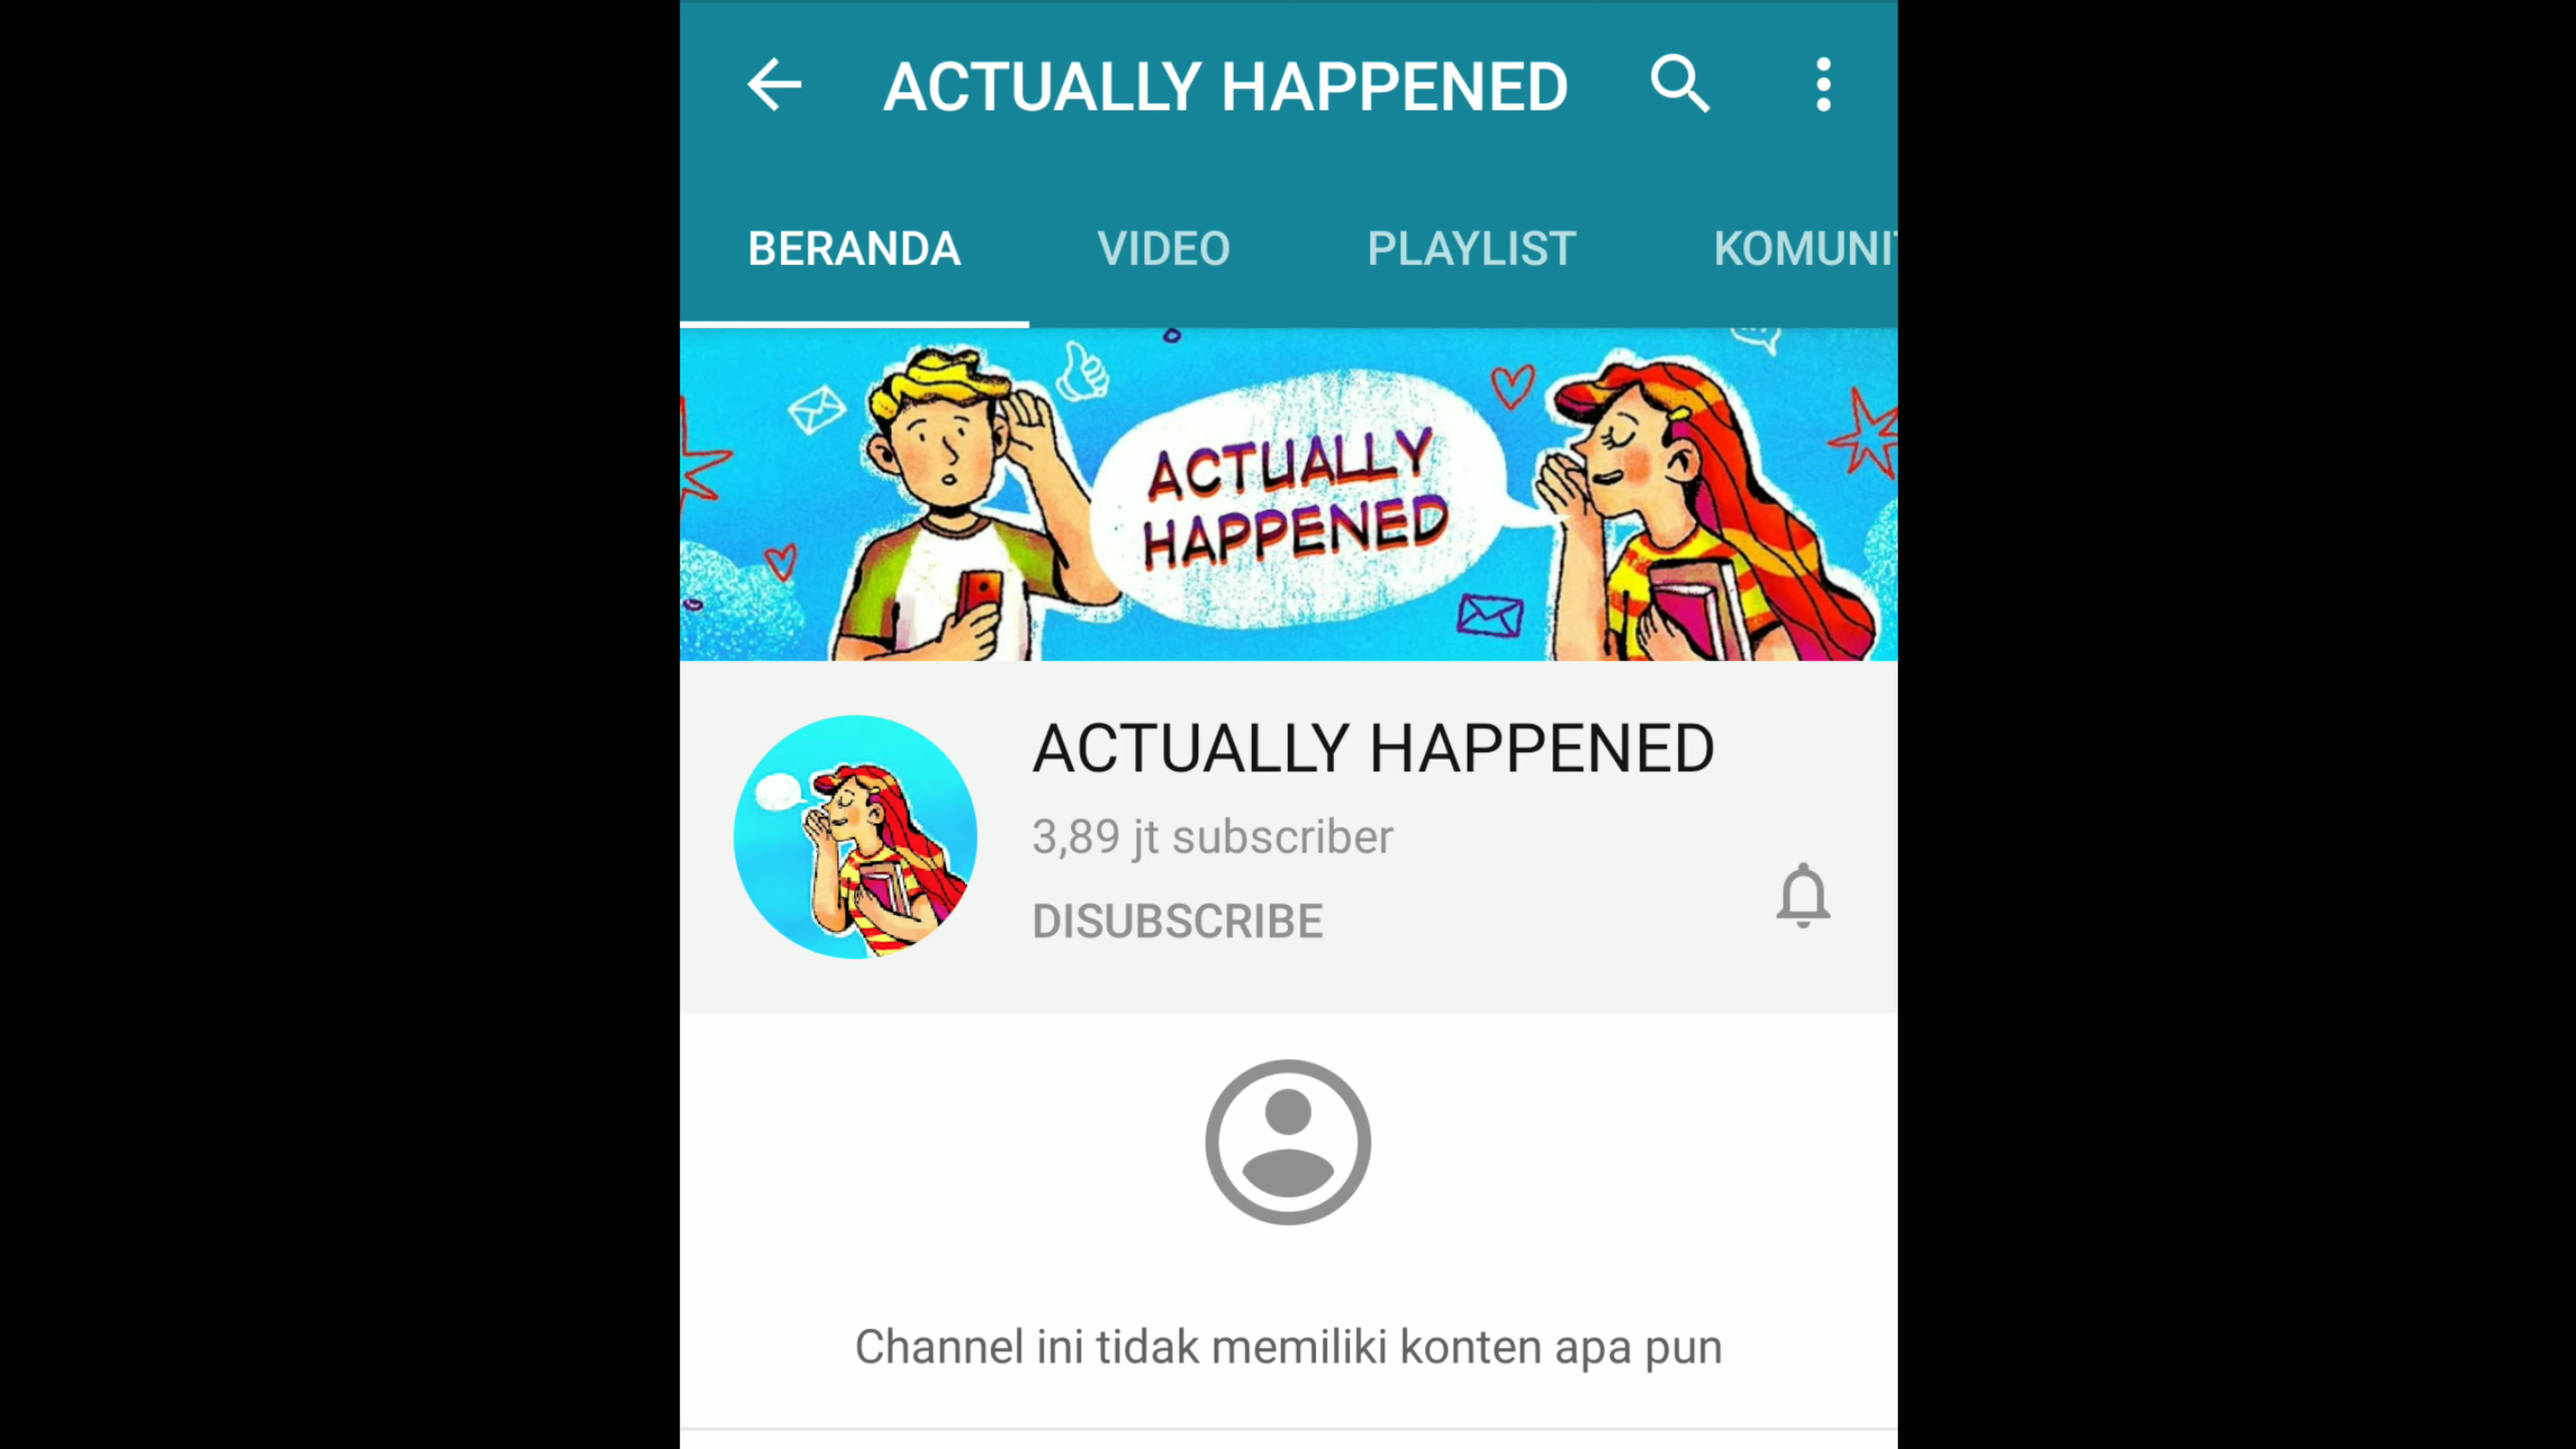 ACTUALLY HAPPENED
BERANDA VIDEO PLAYLIST KOMUNI
ACTUALLY
HAPPENED
ACTUALLY HAPPENED
3,89 jt subscriber
DISUBSCRIBE
Channel ini tidak memiliki konten apa pun